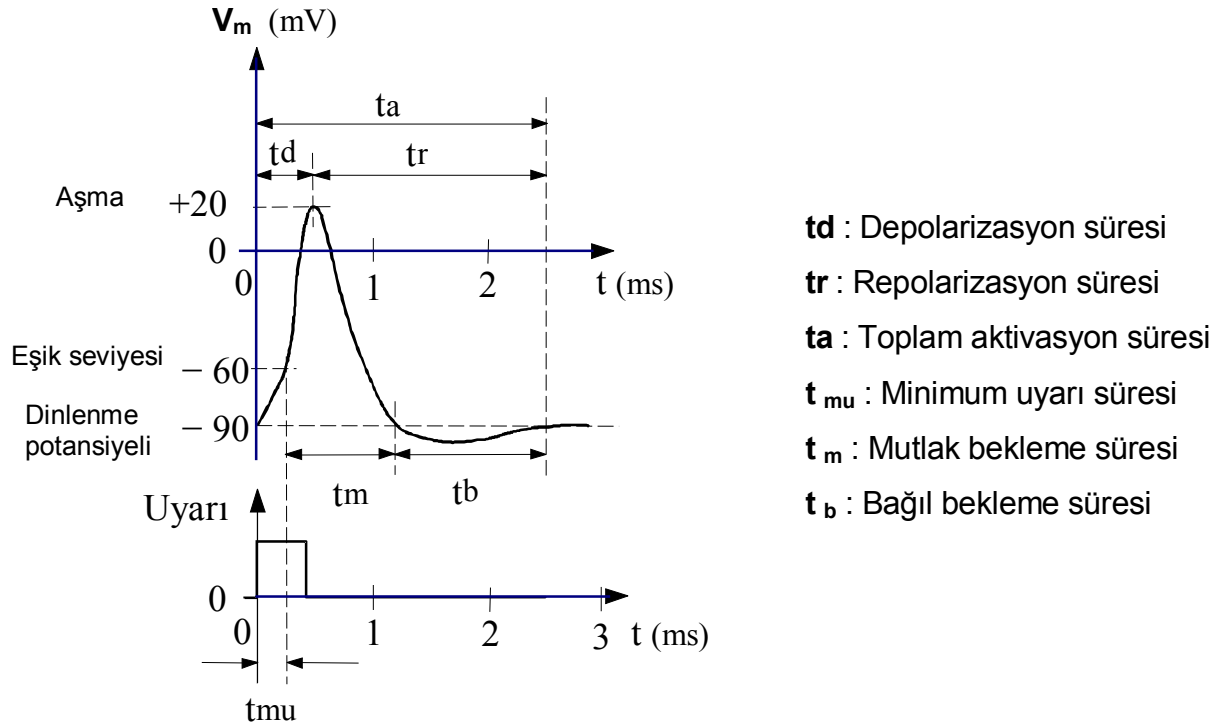 Vm (mV)
ta
td
tr
Aşma
+20
0
0
1
2
t (ms)
Eşik seviyesi
− 60
Dinlenme
potansiyeli
− 90
tm
tb
Uyarı
0
0
1
2
3
t (ms)
tmu
td : Depolarizasyon süresi
tr : Repolarizasyon süresi
ta : Toplam aktivasyon süresi
t mu : Minimum uyarı süresi
t m : Mutlak bekleme süresi
t b : Bağıl bekleme süresi